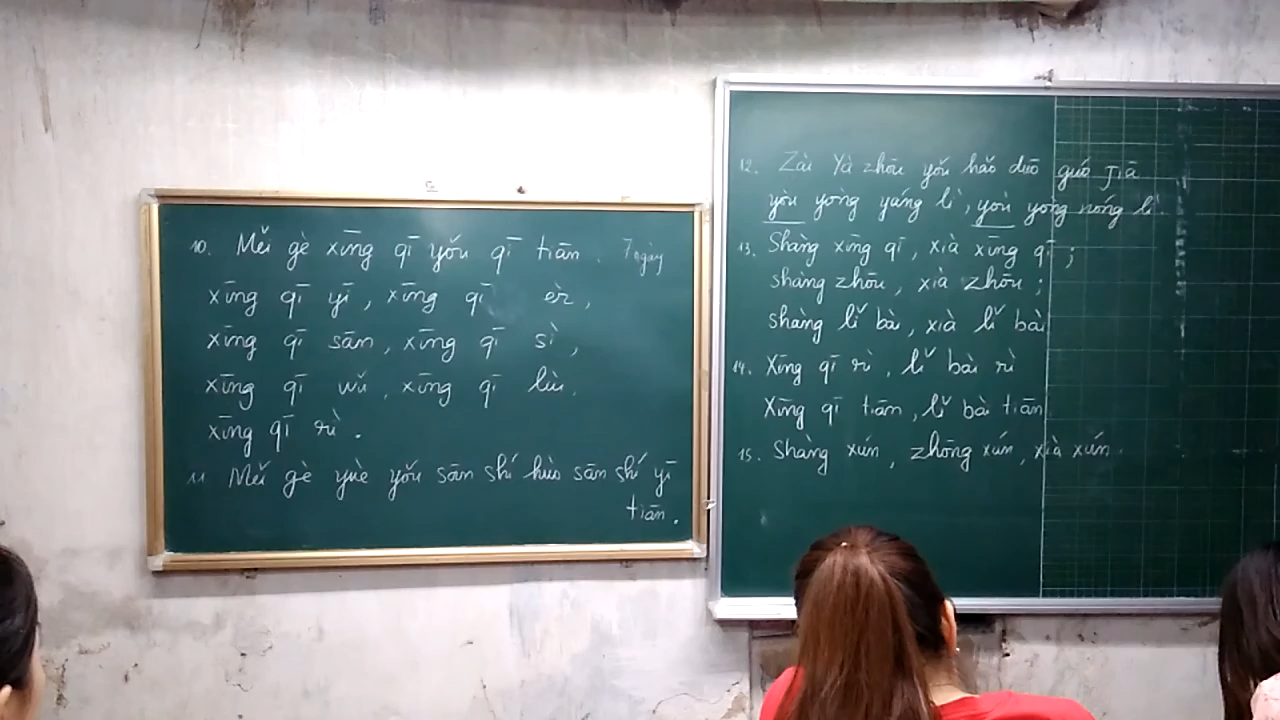 10. Měi gè xīng qī yǒu qī tiān. 7 ngày
xīng qī yī, xīng qī èr,
xīng qī sān, xīng qī sì,
xīng qī wǔ, xīng qī liù,
xīng qī rì.
11 Měi gè yuè yǒu sān shí hùo sān shí yī
tiān.
12. Zài Yà zhōu yǒu hǎo duō guó jiā
yòu yòng yáng lì, yòu yòng nóng lì.
13. Shàng xīng qī, xià xīng qī;
shàng zhōu, xià zhōu;
shàng lǐ bài, xià lǐ bài
14. Xīng qī rì, lǐ bài rì
Xīng qī tiān, lǐ bài tiān
15. Shàng xún, zhōng xún, xià xún.